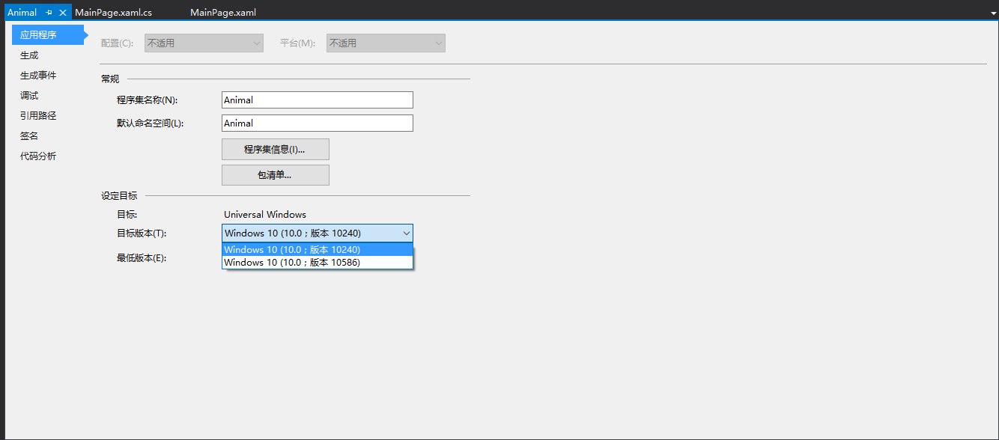 Animal MainPage.xaml.cs MainPage.xaml
应用程序
生成
生成事件
调试
引用路径
签名
代码分析
配置(C): 不适用 平台(M): 不适用
常规
程序集名称(N): Animal
默认命名空间(L): Animal
程序集信息(I)...
包清单...
设定目标
目标: Universal Windows
目标版本(T): Windows 10 (10.0；版本 10240)
Windows 10 (10.0；版本 10240)
Windows 10 (10.0；版本 10586)
最低版本(E):